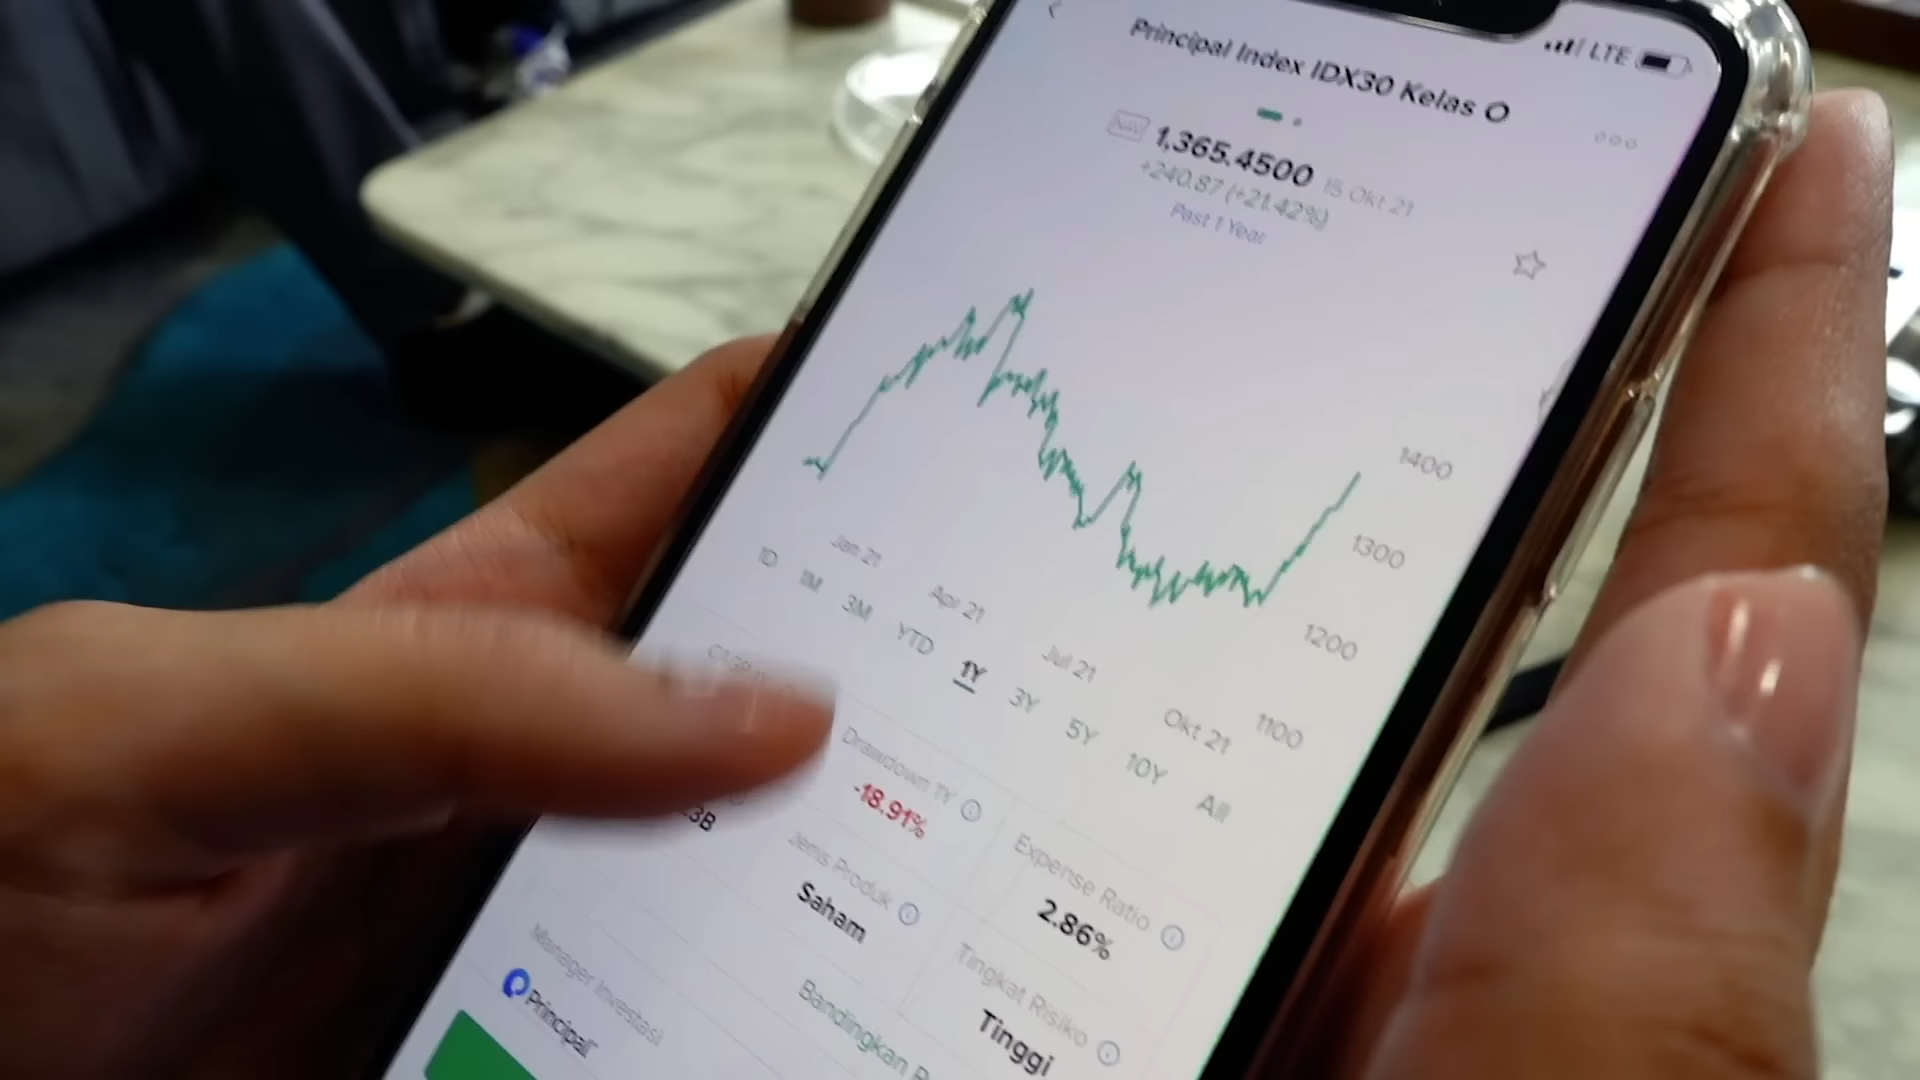 LTE
Principal Index IDX30 Kelas O
NAV 1,365.4500 15 Okt 21
+240.87 (+21.42%)
Past 1 Year
1400
1300
1200
1100
Jan 21 Apr 21 Jul 21 Okt 21
1D 1M 3M YTD 1Y 3Y 5Y 10Y All
Drawdown 1Y
-18.91%
Expense Ratio
2.86%
Jenis Produk
Saham
Tingkat Risiko
Tinggi
Manager Investasi
Principal
Bandingkan